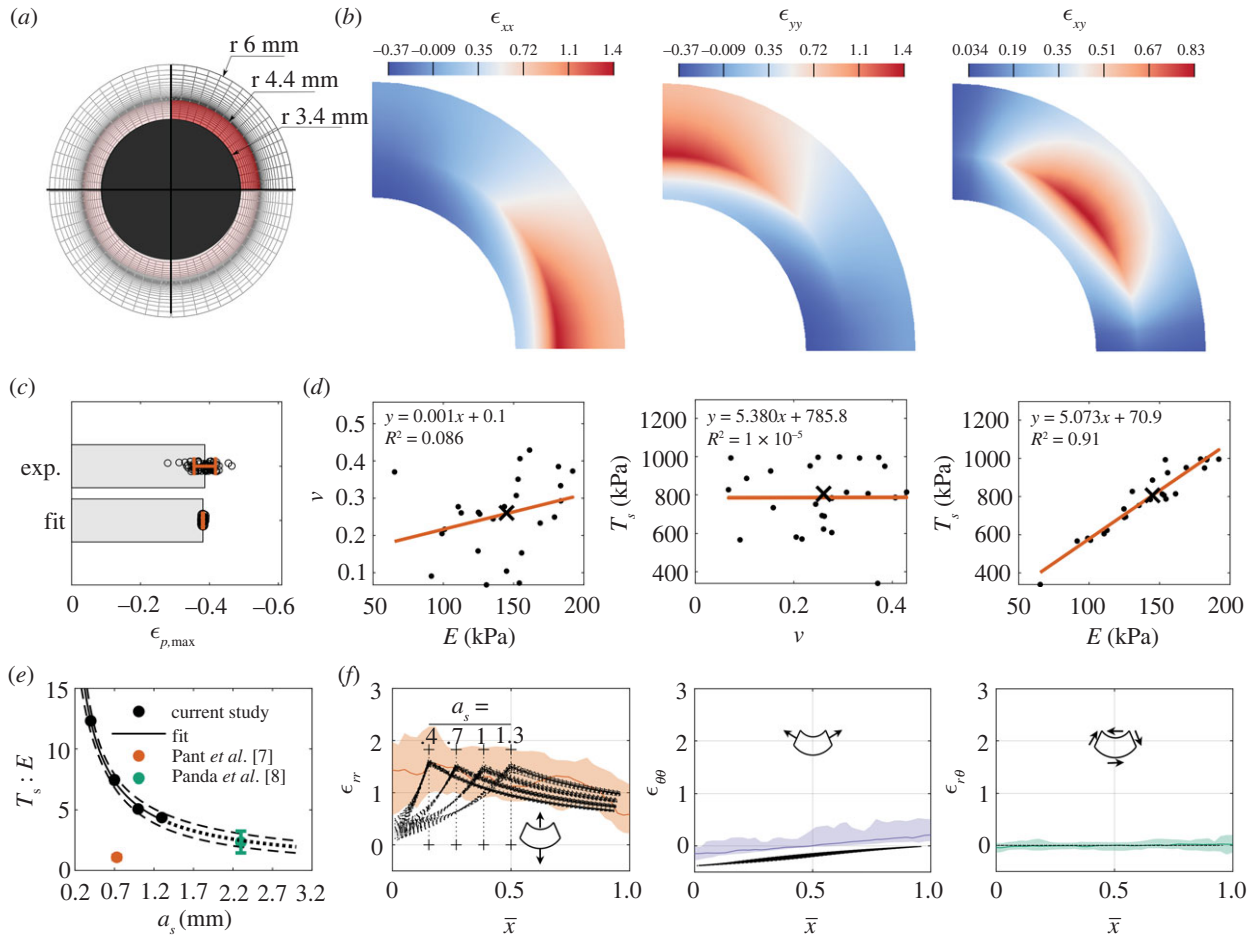 (a)
r 6 mm
r 4.4 mm
r 3.4 mm
(b)
ϵxx
−0.37 −0.009 0.35 0.72 1.1 1.4
ϵyy
−0.37 −0.009 0.35 0.72 1.1 1.4
ϵxy
0.034 0.19 0.35 0.51 0.67 0.83
(c)
exp.
fit
0 −0.2 −0.4 −0.6
ϵp,max
(d)
y = 0.001x + 0.1
R² = 0.086
0.5
0.4
0.3
0.2
0.1
v
50 100 150 200
E (kPa)
y = 5.380x + 785.8
R² = 1 × 10⁻⁵
1200
1000
800
600
400
Ts (kPa)
0 0.2 0.4
v
y = 5.073x + 70.9
R² = 0.91
1200
1000
800
600
400
Ts (kPa)
50 100 150 200
E (kPa)
(e)
15
10
5
0
Ts : E
current study
fit
Pant et al. [7]
Panda et al. [8]
0.2 0.7 1.2 1.7 2.2 2.7 3.2
as (mm)
(f)
3
2
1
0
ϵrr
as =
.4 .7 1 1.3
0 0.5 1.0
x̅
3
2
1
0
ϵθθ
0 0.5 1.0
x̅
3
2
1
0
ϵrθ
0 0.5 1.0
x̅